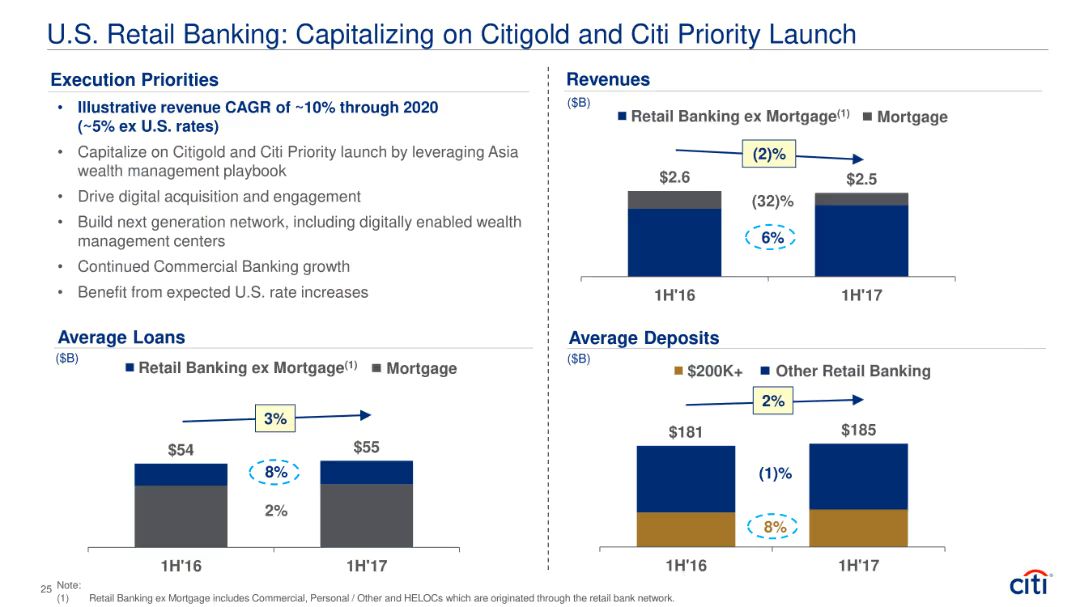 U.S. Retail Banking: Capitalizing on Citigold and Citi Priority Launch
Execution Priorities
• Illustrative revenue CAGR of ~10% through 2020
(~5% ex U.S. rates)
• Capitalize on Citigold and Citi Priority launch by leveraging Asia
wealth management playbook
• Drive digital acquisition and engagement
• Build next generation network, including digitally enabled wealth
management centers
• Continued Commercial Banking growth
• Benefit from expected U.S. rate increases
Revenues
($B)
Retail Banking ex Mortgage(1) Mortgage
(2)%
$2.6 $2.5
(32)%
6%
1H'16 1H'17
Average Loans
($B)
Retail Banking ex Mortgage(1) Mortgage
3%
$54 $55
8%
2%
1H'16 1H'17
Average Deposits
($B)
$200K+ Other Retail Banking
2%
$181 $185
(1)%
8%
1H'16 1H'17
25 Note:
(1) Retail Banking ex Mortgage includes Commercial, Personal / Other and HELOCs which are originated through the retail bank network.
citi